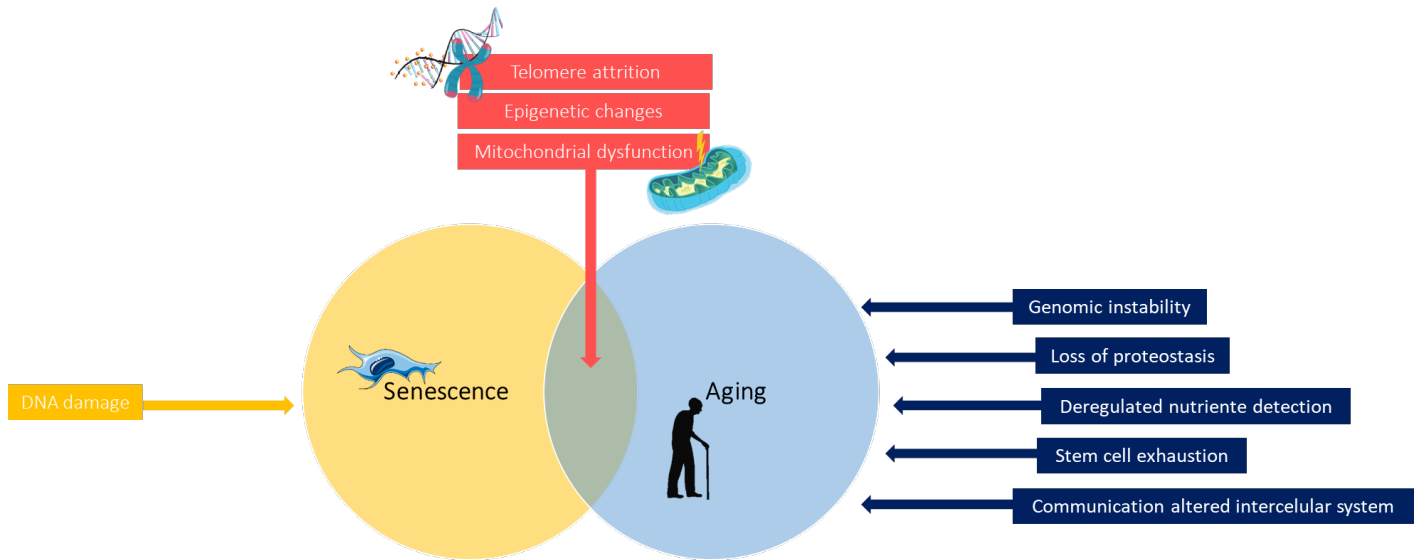 Telomere attrition
Epigenetic changes
Mitochondrial dysfunction
Genomic instability
Loss of proteostasis
Senescence
Aging
DNA damage
Deregulated nutriente detection
Stem cell exhaustion
Communication altered intercelular system